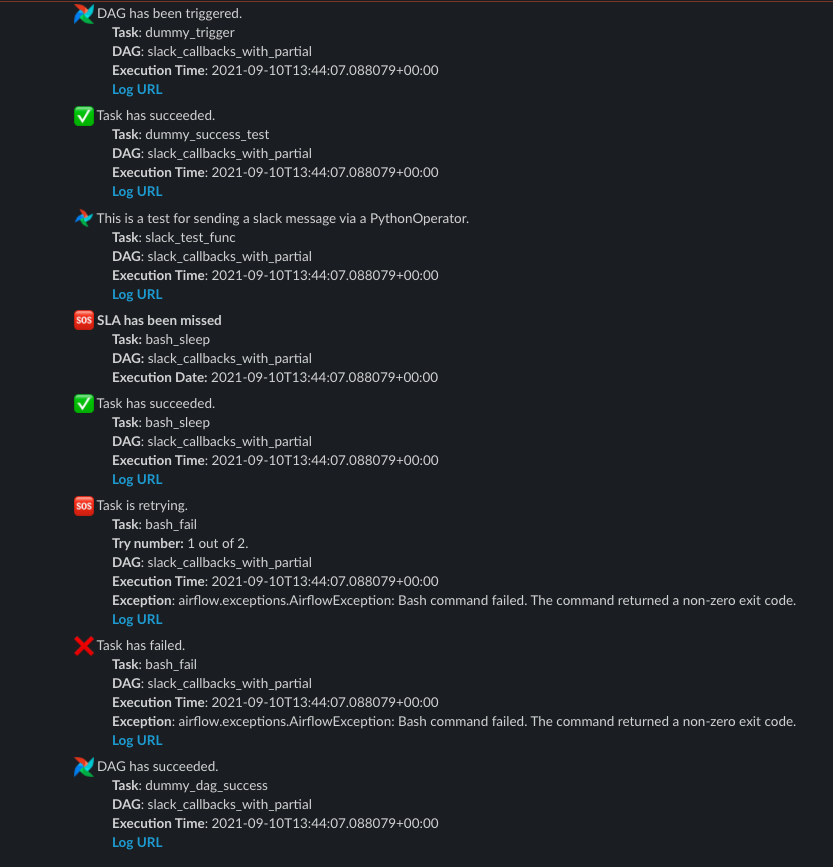 DAG has been triggered.
Task: dummy_trigger
DAG: slack_callbacks_with_partial
Execution Time: 2021-09-10T13:44:07.088079+00:00
Log URL
Task has succeeded.
Task: dummy_success_test
DAG: slack_callbacks_with_partial
Execution Time: 2021-09-10T13:44:07.088079+00:00
Log URL
This is a test for sending a slack message via a PythonOperator.
Task: slack_test_func
DAG: slack_callbacks_with_partial
Execution Time: 2021-09-10T13:44:07.088079+00:00
Log URL
SOS SLA has been missed
Task: bash_sleep
DAG: slack_callbacks_with_partial
Execution Date: 2021-09-10T13:44:07.088079+00:00
Task has succeeded.
Task: bash_sleep
DAG: slack_callbacks_with_partial
Execution Time: 2021-09-10T13:44:07.088079+00:00
Log URL
SOS Task is retrying.
Task: bash_fail
Try number: 1 out of 2.
DAG: slack_callbacks_with_partial
Execution Time: 2021-09-10T13:44:07.088079+00:00
Exception: airflow.exceptions.AirflowException: Bash command failed. The command returned a non-zero exit code.
Log URL
Task has failed.
Task: bash_fail
DAG: slack_callbacks_with_partial
Execution Time: 2021-09-10T13:44:07.088079+00:00
Exception: airflow.exceptions.AirflowException: Bash command failed. The command returned a non-zero exit code.
Log URL
DAG has succeeded.
Task: dummy_dag_success
DAG: slack_callbacks_with_partial
Execution Time: 2021-09-10T13:44:07.088079+00:00
Log URL